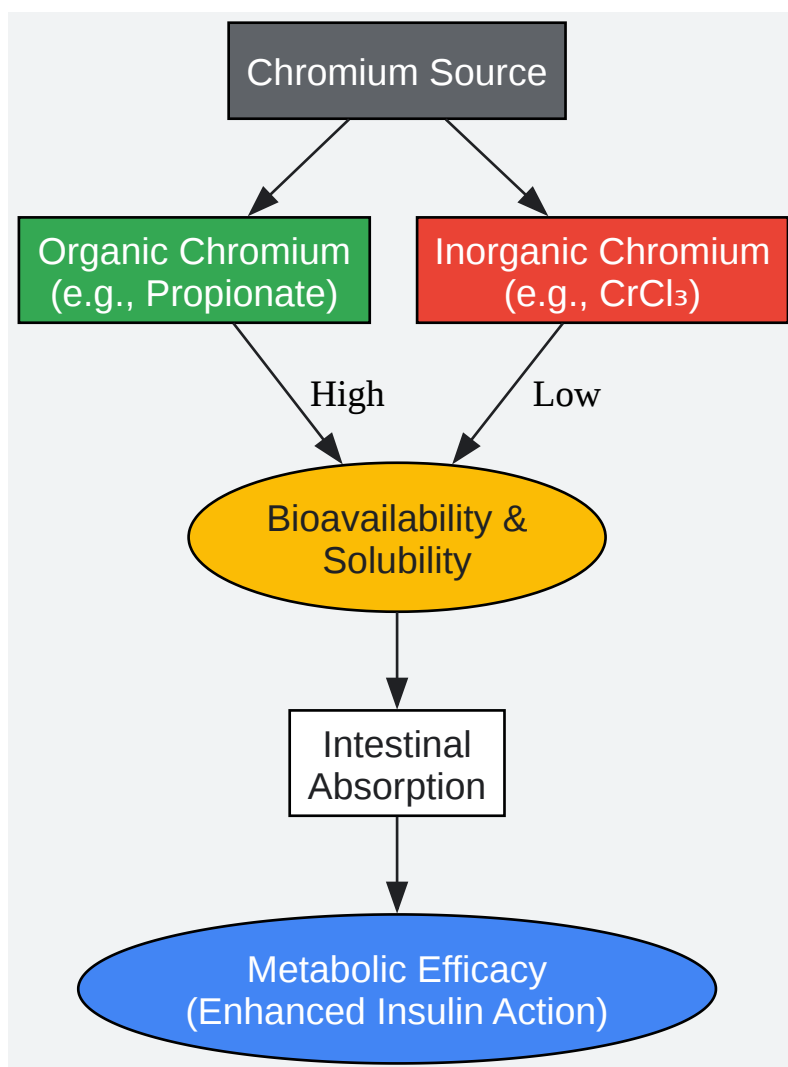 Chromium Source
Organic Chromium
(e.g., Propionate)
Inorganic Chromium
(e.g., CrCl₃)
High
Low
Bioavailability &
Solubility
Intestinal
Absorption
Metabolic Efficacy
(Enhanced Insulin Action)